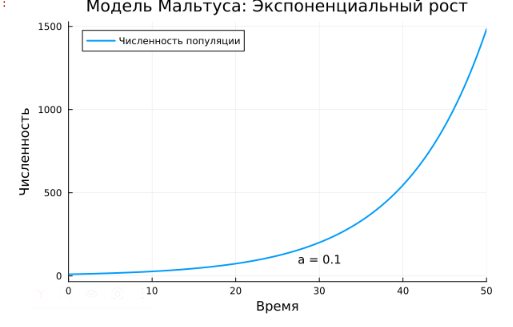 Модель Мальтуса: Экспоненциальный рост
Численность популяции
Численность
1500
1000
500
0
a = 0.1
0 10 20 30 40 50
Время